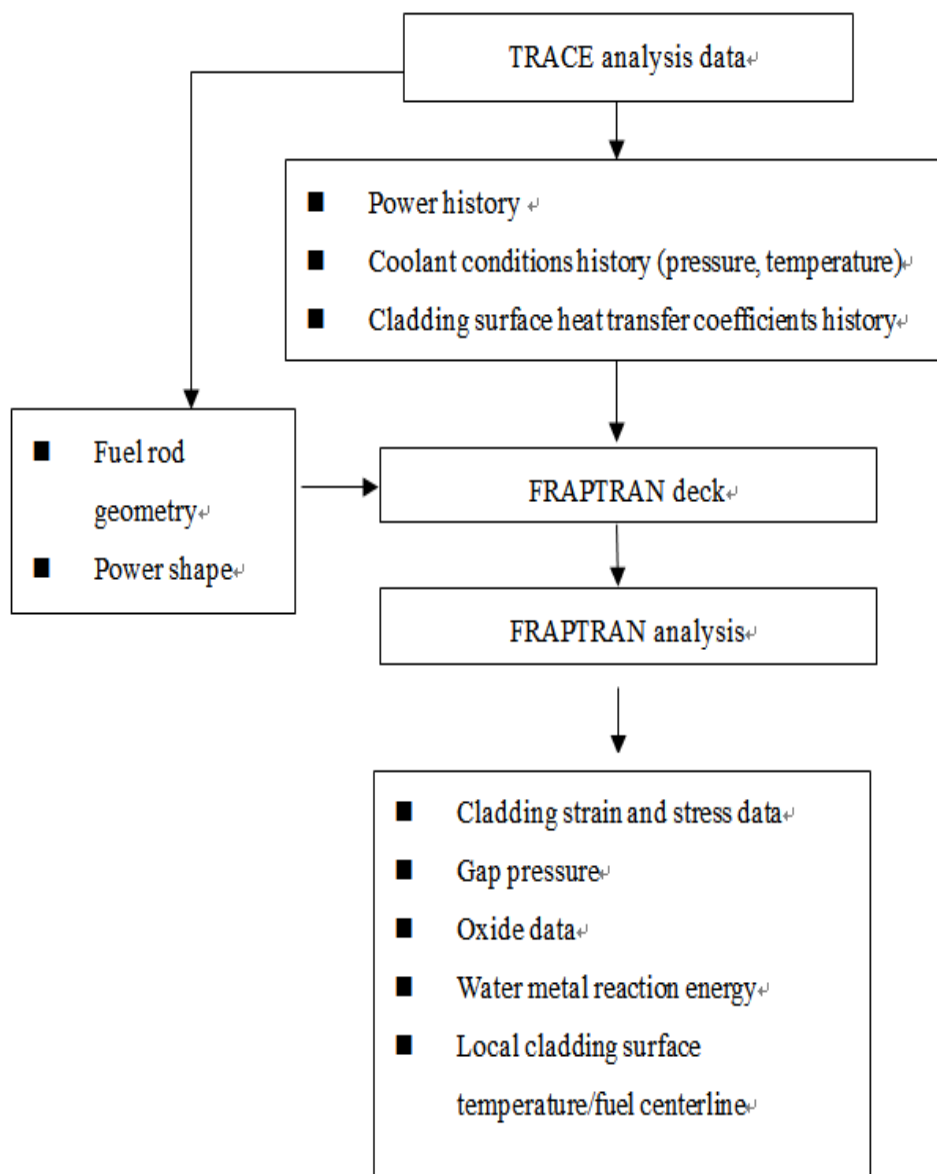 TRACE analysis data↵
■ Power history ↵
■ Coolant conditions history (pressure, temperature)↵
■ Cladding surface heat transfer coefficients history↵
■ Fuel rod
geometry↵
■ Power shape↵
FRAPTRAN deck↵
FRAPTRAN analysis↵
■ Cladding strain and stress data↵
■ Gap pressure↵
■ Oxide data↵
■ Water metal reaction energy↵
■ Local cladding surface
temperature/fuel centerline↵